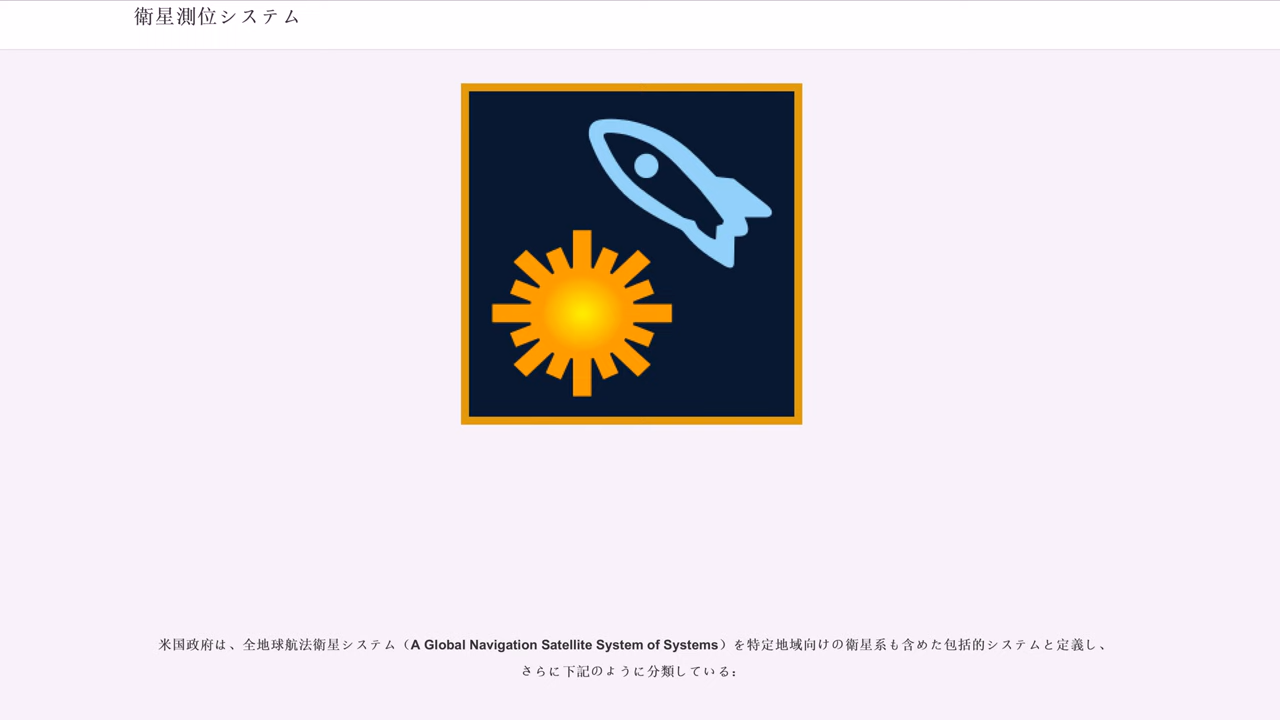 衛星測位システム
米国政府は、全地球航法衛星システム（A Global Navigation Satellite System of Systems）を特定地域向けの衛星系も含めた包括的システムと定義し、
さらに下記のように分類している：